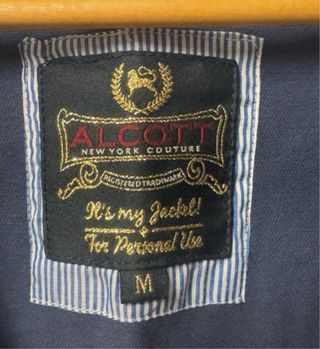 ALCOTT
NEW YORK COUTURE
REGISTERED TRADEMARK
It's my Jacket!
For Personal Use
M